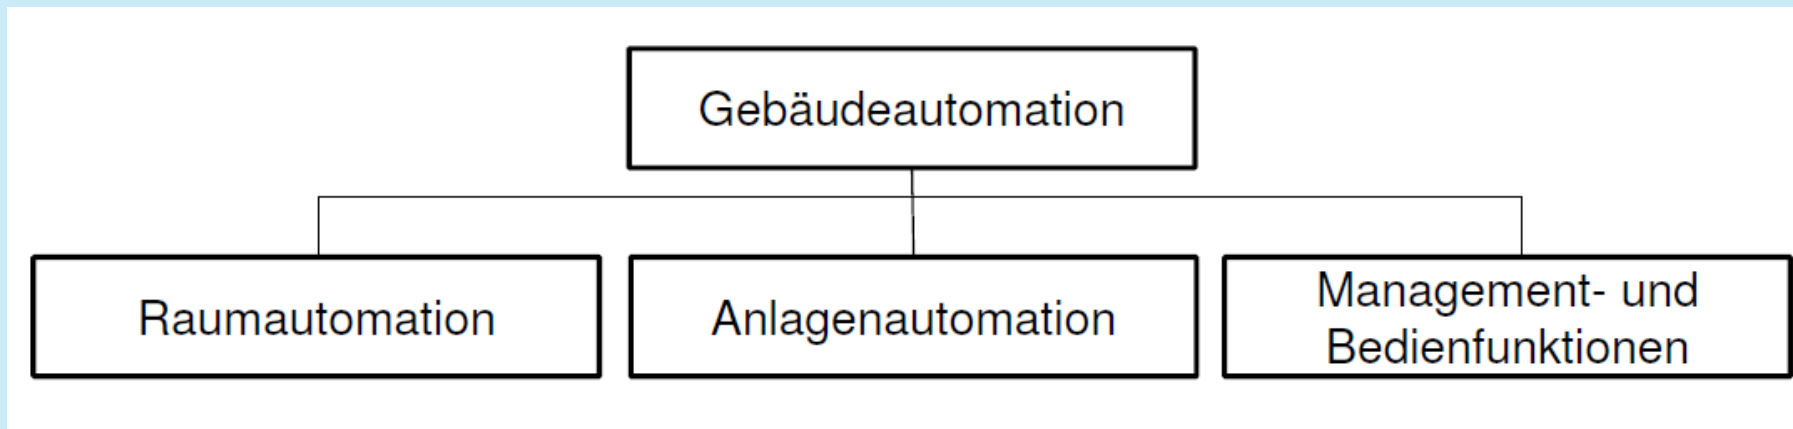 Gebäudeautomation
Raumautomation
Anlagenautomation
Management- und
Bedienfunktionen